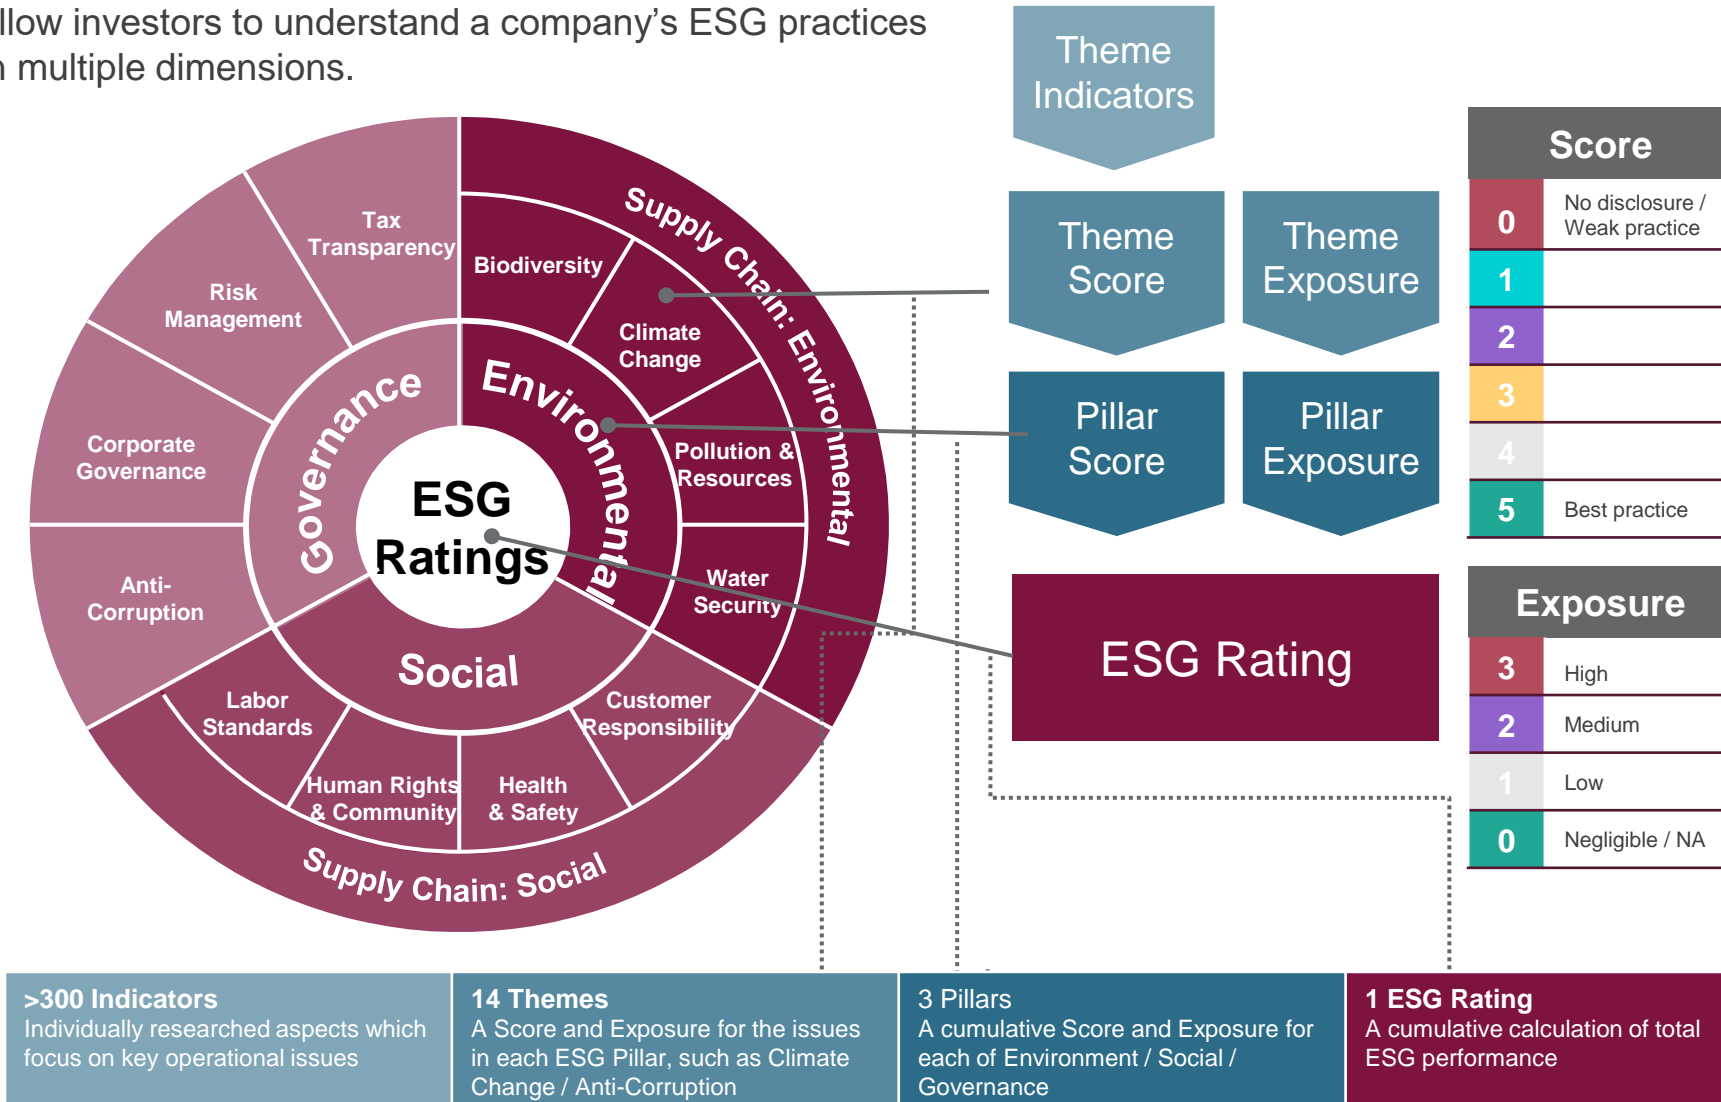 llow investors to understand a company's ESG practices
n multiple dimensions.
Theme
Indicators
Theme
Score
Theme
Exposure
Pillar
Score
Pillar
Exposure
ESG Rating
Score
0 No disclosure /
Weak practice
1
2
3
4
5 Best practice
Exposure
3 High
2 Medium
1 Low
0 Negligible / NA
ESG
Ratings
Environmental
Social
Governance
Supply Chain: Environmental
Biodiversity
Climate
Change
Pollution &
Resources
Water
Security
Customer
Responsibility
Health
& Safety
Human Rights
& Community
Labor
Standards
Supply Chain: Social
Anti-
Corruption
Corporate
Governance
Risk
Management
Tax
Transparency
>300 Indicators
Individually researched aspects which
focus on key operational issues
14 Themes
A Score and Exposure for the issues
in each ESG Pillar, such as Climate
Change / Anti-Corruption
3 Pillars
A cumulative Score and Exposure for
each of Environment / Social /
Governance
1 ESG Rating
A cumulative calculation of total
ESG performance